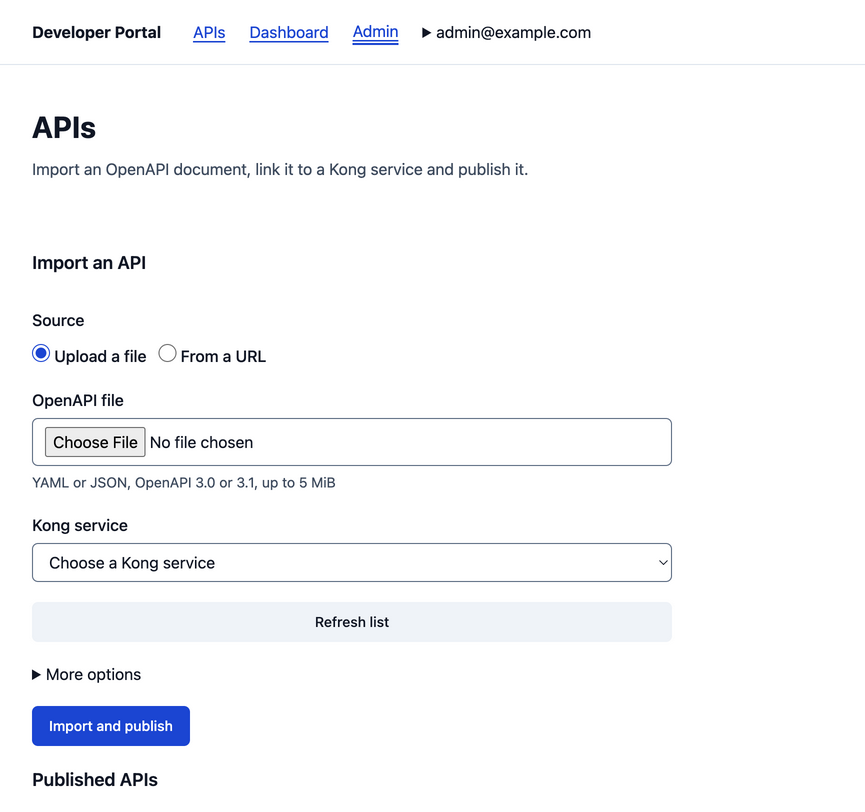 Developer Portal APIs Dashboard Admin ▶ admin@example.com
APIs
Import an OpenAPI document, link it to a Kong service and publish it.
Import an API
Source
Upload a file From a URL
OpenAPI file
Choose File No file chosen
YAML or JSON, OpenAPI 3.0 or 3.1, up to 5 MiB
Kong service
Choose a Kong service
Refresh list
▶ More options
Import and publish
Published APIs